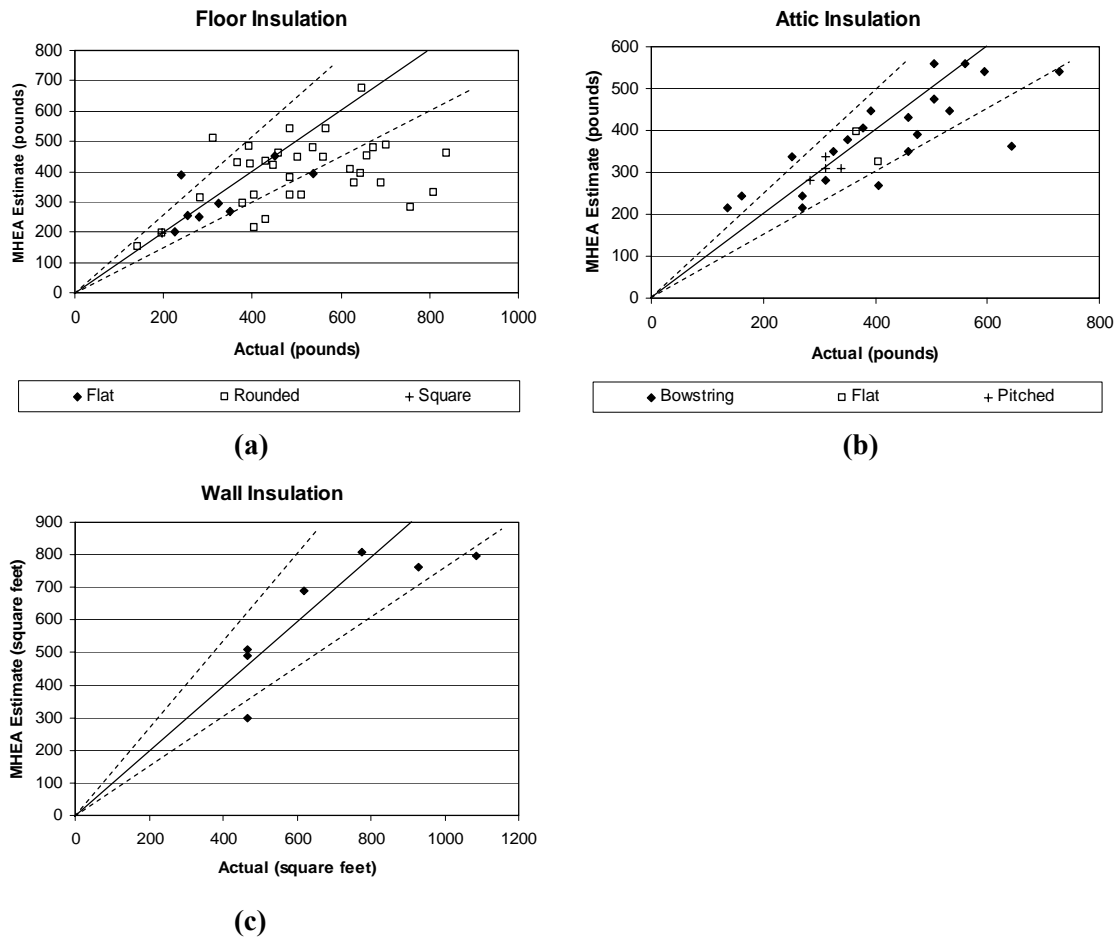 Floor Insulation
800
700
600
500
400
300
200
100
0
0 200 400 600 800 1000
MHEA Estimate (pounds)
Actual (pounds)
Flat Rounded Square
(a)
Attic Insulation
600
500
400
300
200
100
0
0 200 400 600 800
MHEA Estimate (pounds)
Actual (pounds)
Bowstring Flat Pitched
(b)
Wall Insulation
900
800
700
600
500
400
300
200
100
0
0 200 400 600 800 1000 1200
MHEA Estimate (square feet)
Actual (square feet)
(c)